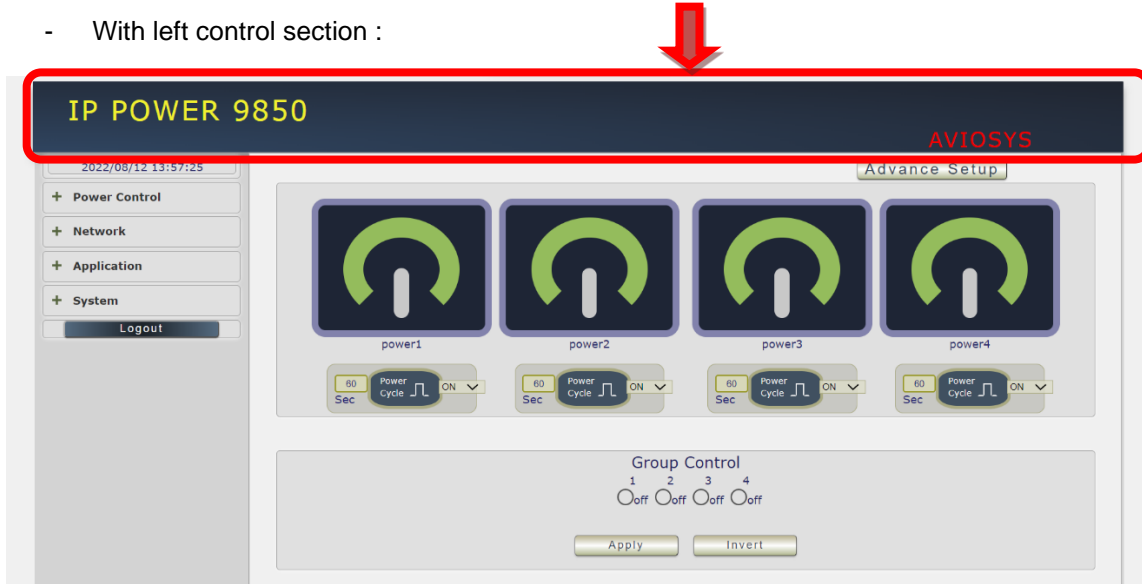 - With left control section :
IP POWER 9850
AVIOSYS
2022/08/12 13:57:25
Advance Setup
+ Power Control
+ Network
+ Application
+ System
Logout
power1 power2 power3 power4
60 Sec Power Cycle ON 60 Sec Power Cycle ON 60 Sec Power Cycle ON 60 Sec Power Cycle ON
Group Control
1 2 3 4
off off off off
Apply Invert